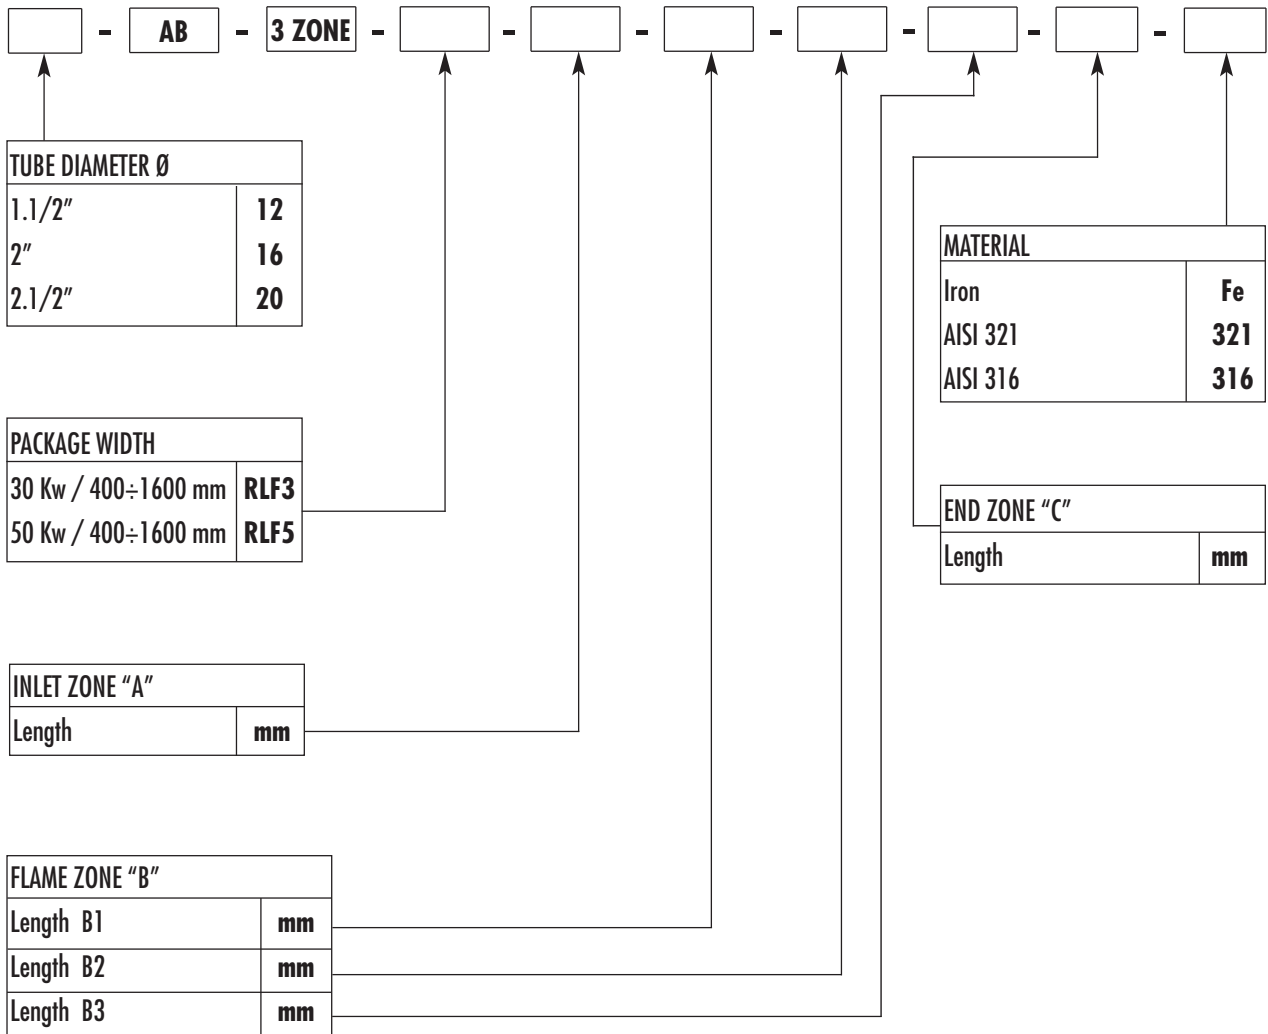 - AB - 3 ZONE - - - - - - -
TUBE DIAMETER Ø
1.1/2” 12
2” 16
2.1/2” 20
MATERIAL
Iron Fe
AISI 321 321
AISI 316 316
PACKAGE WIDTH
30 Kw / 400÷1600 mm RLF3
50 Kw / 400÷1600 mm RLF5
END ZONE “C”
Length mm
INLET ZONE “A”
Length mm
FLAME ZONE “B”
Length B1 mm
Length B2 mm
Length B3 mm